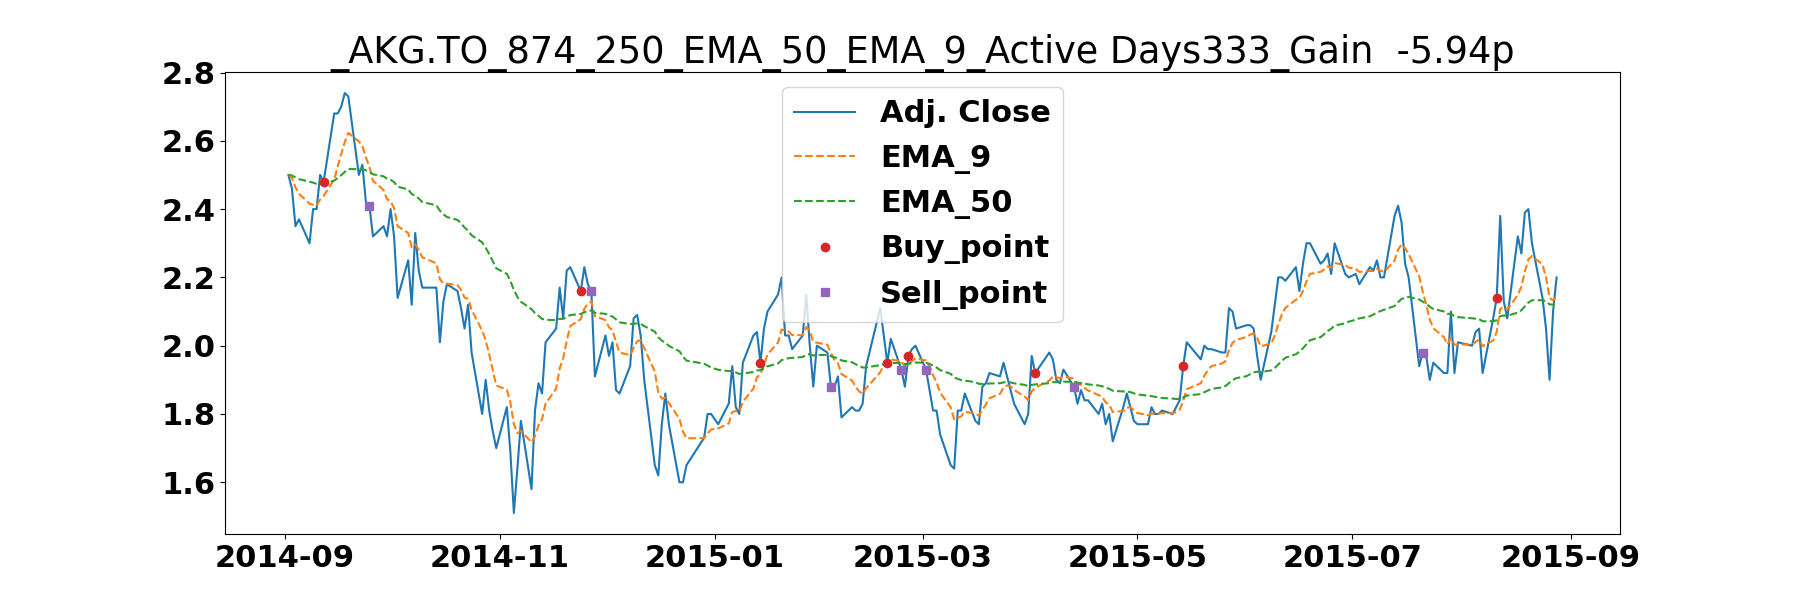 _AKG.TO_874_250_EMA_50_EMA_9_Active Days333_Gain  -5.94p
2.8
2.6
2.4
2.2
2.0
1.8
1.6
Adj. Close
EMA_9
EMA_50
Buy_point
Sell_point
2014-09 2014-11 2015-01 2015-03 2015-05 2015-07 2015-09